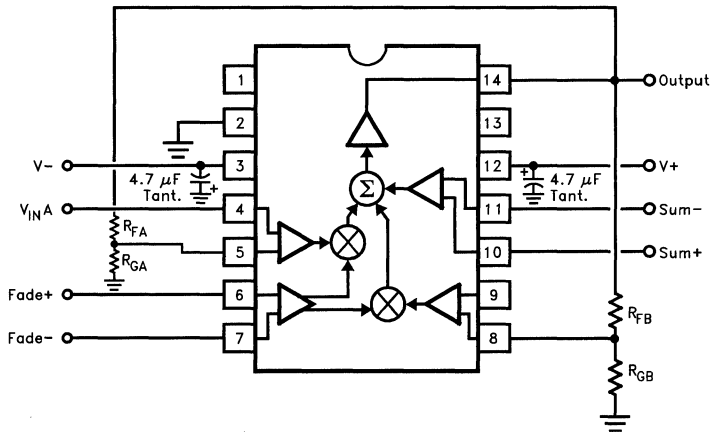 1
14
Output
2
13
V-
4.7 μF
Tant.
+
3
12
+
4.7 μF
Tant.
V+
V_IN A
4
Σ
11
Sum-
R_FA
5
10
Sum+
R_GA
Fade+
6
9
R_FB
Fade-
7
8
R_GB